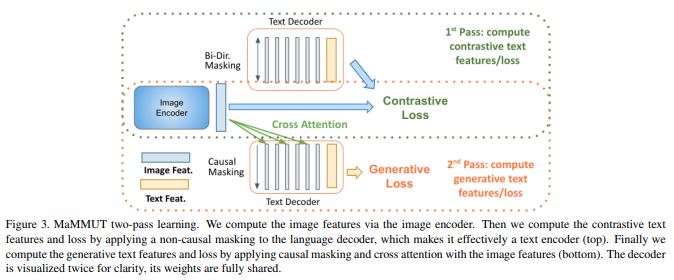 Text Decoder
Bi-Dir.
Masking
1st Pass: compute
contrastive text
features/loss
Image
Encoder
Contrastive
Loss
Cross Attention
Image Feat.
Text Feat.
Causal
Masking
Generative
Loss
2nd Pass: compute
generative text
features/loss
Text Decoder
Figure 3. MaMMUT two-pass learning. We compute the image features via the image encoder. Then we compute the contrastive text
features and loss by applying a non-causal masking to the language decoder, which makes it effectively a text encoder (top). Finally we
compute the generative text features and loss by applying causal masking and cross attention with the image features (bottom). The decoder
is visualized twice for clarity, its weights are fully shared.